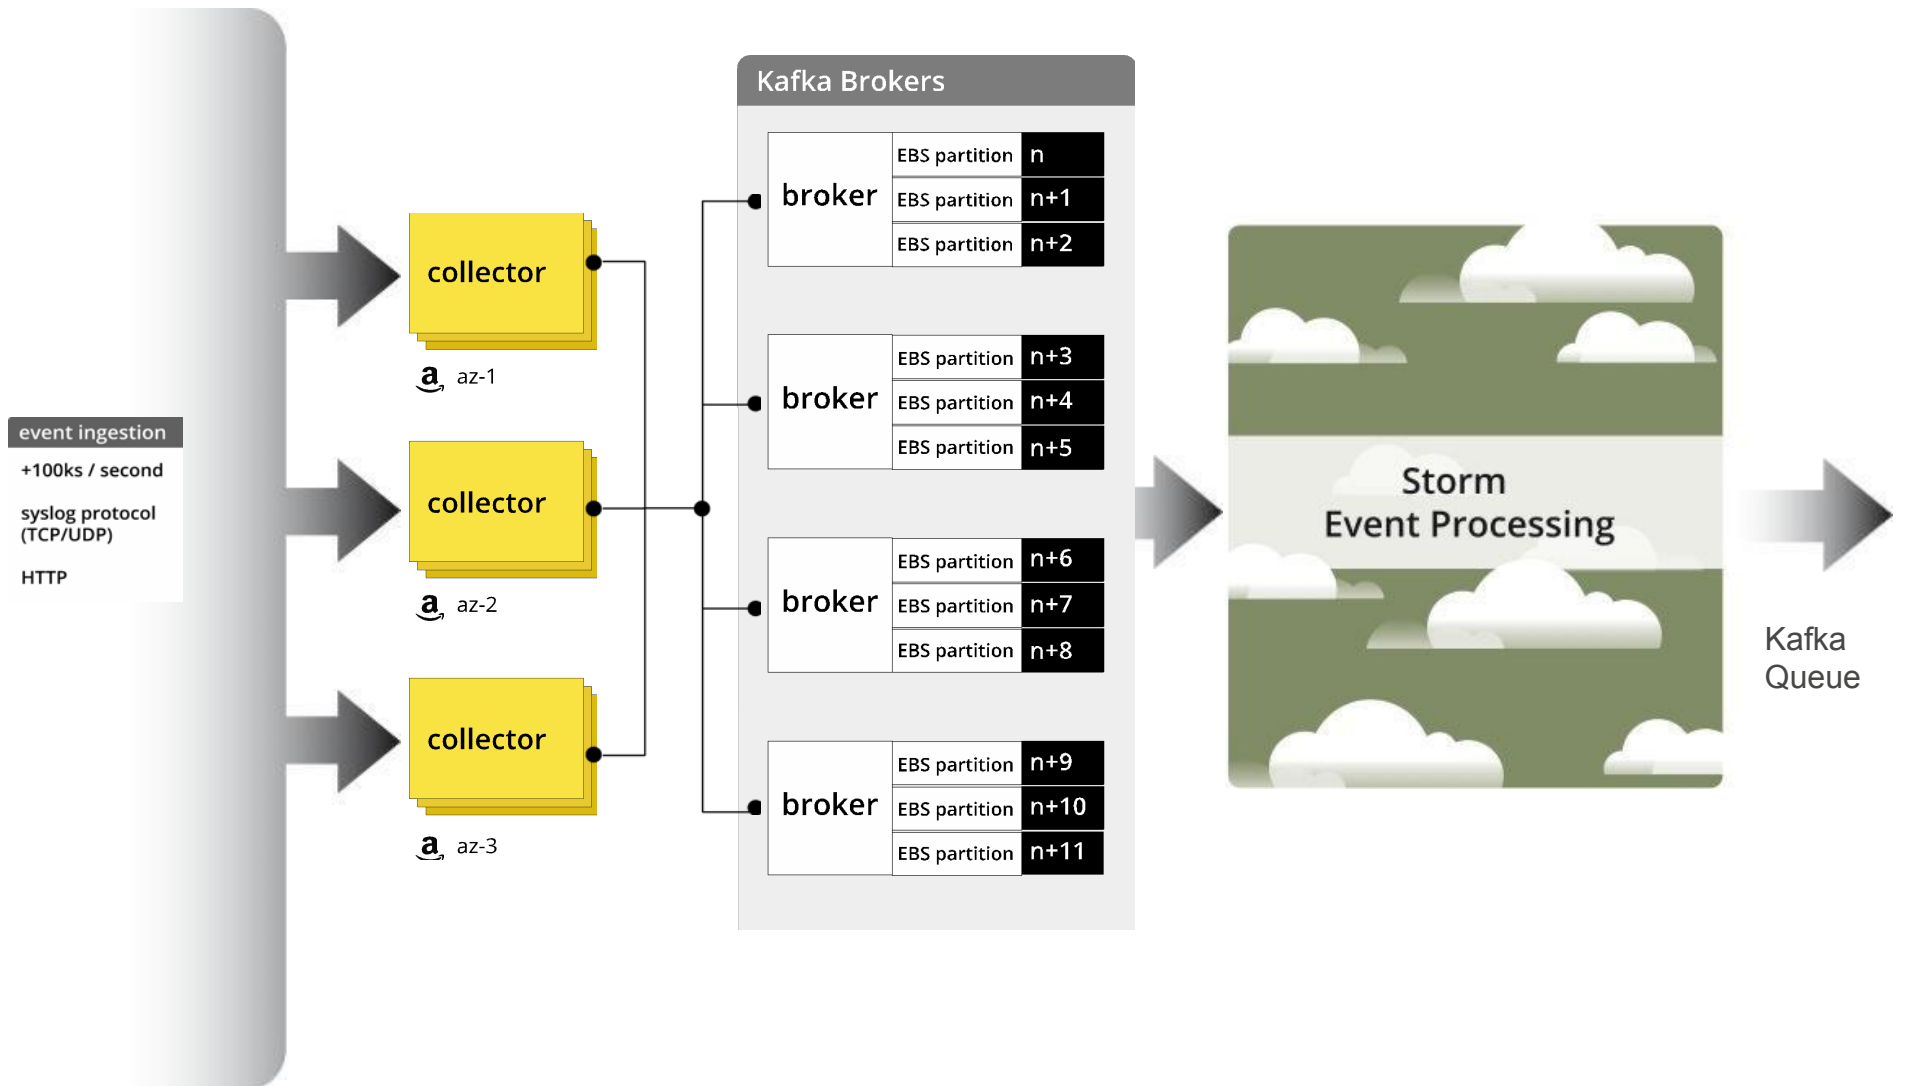 event ingestion
+100ks / second
syslog protocol
(TCP/UDP)
HTTP
collector
a az-1
collector
a az-2
collector
a az-3
Kafka Brokers
broker
EBS partition n
EBS partition n+1
EBS partition n+2
broker
EBS partition n+3
EBS partition n+4
EBS partition n+5
broker
EBS partition n+6
EBS partition n+7
EBS partition n+8
broker
EBS partition n+9
EBS partition n+10
EBS partition n+11
Storm
Event Processing
Kafka
Queue